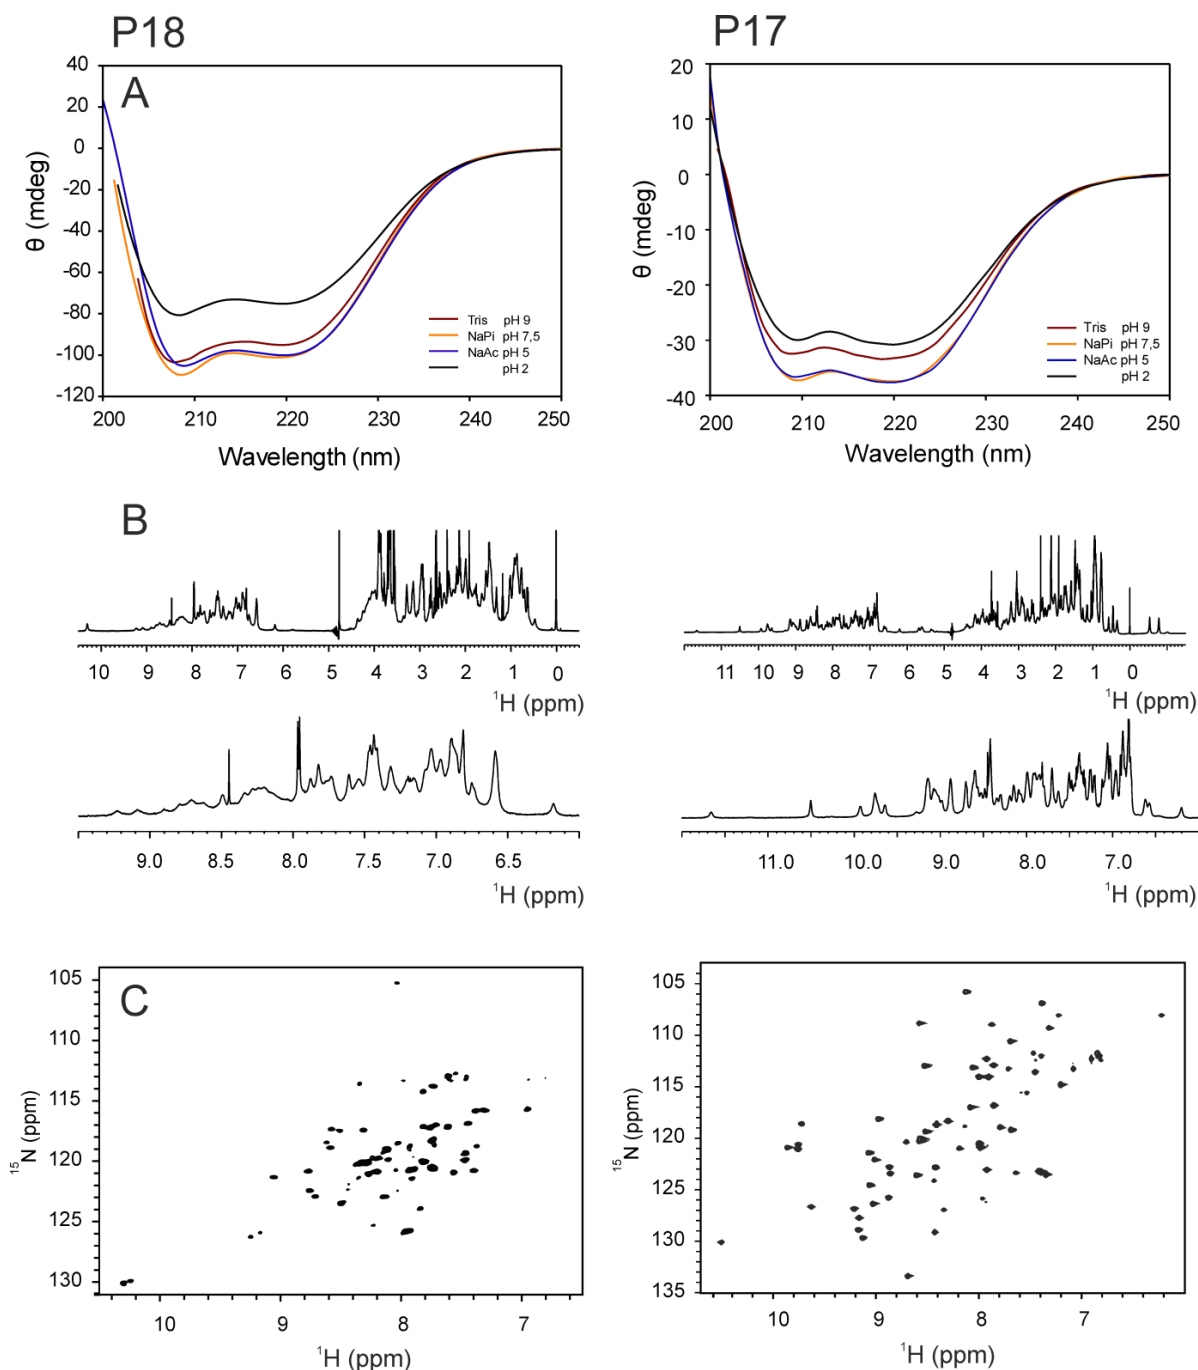 P18 P17
A
40
20
0
-20
-40
-60
-80
-100
-120
θ (mdeg)
Tris pH 9
NaPi pH 7,5
NaAc pH 5
pH 2
200 210 220 230 240 250
Wavelength (nm)
20
10
0
-10
-20
-30
-40
θ (mdeg)
Tris pH 9
NaPi pH 7,5
NaAc pH 5
pH 2
200 210 220 230 240 250
Wavelength (nm)
B
10 9 8 7 6 5 4 3 2 1 0
¹H (ppm)
11 10 9 8 7 6 5 4 3 2 1 0
¹H (ppm)
9.0 8.5 8.0 7.5 7.0 6.5
¹H (ppm)
11.0 10.0 9.0 8.0 7.0
¹H (ppm)
C
105
110
115
120
125
130
¹⁵N (ppm)
10 9 8 7
¹H (ppm)
105
110
115
120
125
130
135
¹⁵N (ppm)
10 9 8 7
¹H (ppm)